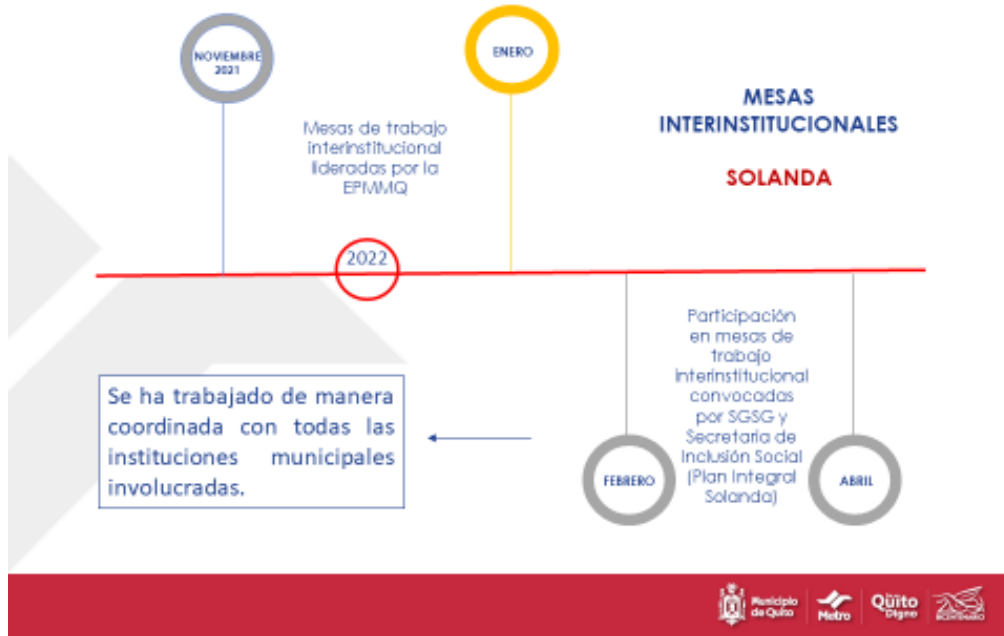 NOVIEMBRE
2021
ENERO
Mesas de trabajo
interinstitucional
lideradas por la
EPMMQ
MESAS
INTERINSTITUCIONALES
SOLANDA
2022
Participación
en mesas de
trabajo
interinstitucional
convocadas
por SGSG y
Secretaría de
Inclusión Social
(Plan Integral
Solanda)
FEBRERO
ABRIL
Se ha trabajado de manera
coordinada con todas las
instituciones municipales
involucradas.
Municipio
de Quito
Metro
Quito
Digno
BICENTENARIO